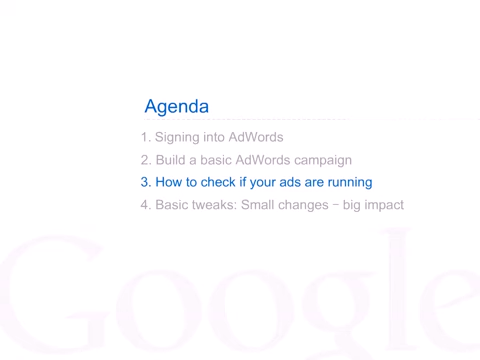 Agenda
1. Signing into AdWords
2. Build a basic AdWords campaign
3. How to check if your ads are running
4. Basic tweaks: Small changes – big impact
Google